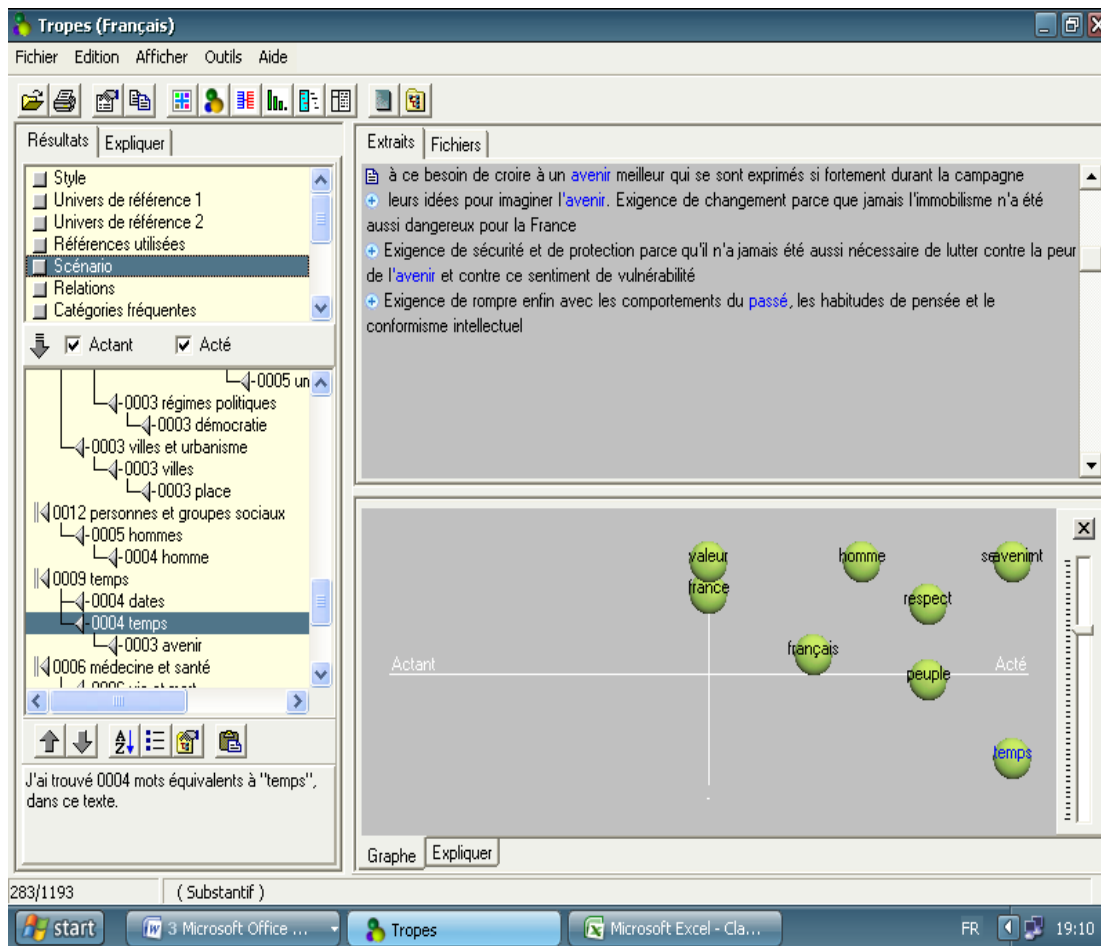 Tropes (Français)
Fichier Edition Afficher Outils Aide
Résultats Expliquer
Style
Univers de référence 1
Univers de référence 2
Références utilisées
Scénario
Relations
Catégories fréquentes
Actant Acté
0005 un
0003 régimes politiques
0003 démocratie
0003 villes et urbanisme
0003 villes
0003 place
0012 personnes et groupes sociaux
0005 hommes
0004 homme
0009 temps
0004 dates
0004 temps
0003 avenir
0006 médecine et santé
J'ai trouvé 0004 mots équivalents à "temps",
dans ce texte.
Extraits Fichiers
à ce besoin de croire à un avenir meilleur qui se sont exprimés si fortement durant la campagne
leurs idées pour imaginer l'avenir. Exigence de changement parce que jamais l'immobilisme n'a été
aussi dangereux pour la France
Exigence de sécurité et de protection parce qu'il n'a jamais été aussi nécessaire de lutter contre la peur
de l'avenir et contre ce sentiment de vulnérabilité
Exigence de rompre enfin avec les comportements du passé, les habitudes de pensée et le
conformisme intellectuel
valeur homme
france
respect
français
Actant Acté
peuple
temps
Graphe Expliquer
283/1193 ( Substantif )
start 3 Microsoft Office ... Tropes Microsoft Excel - Cla... FR 19:10